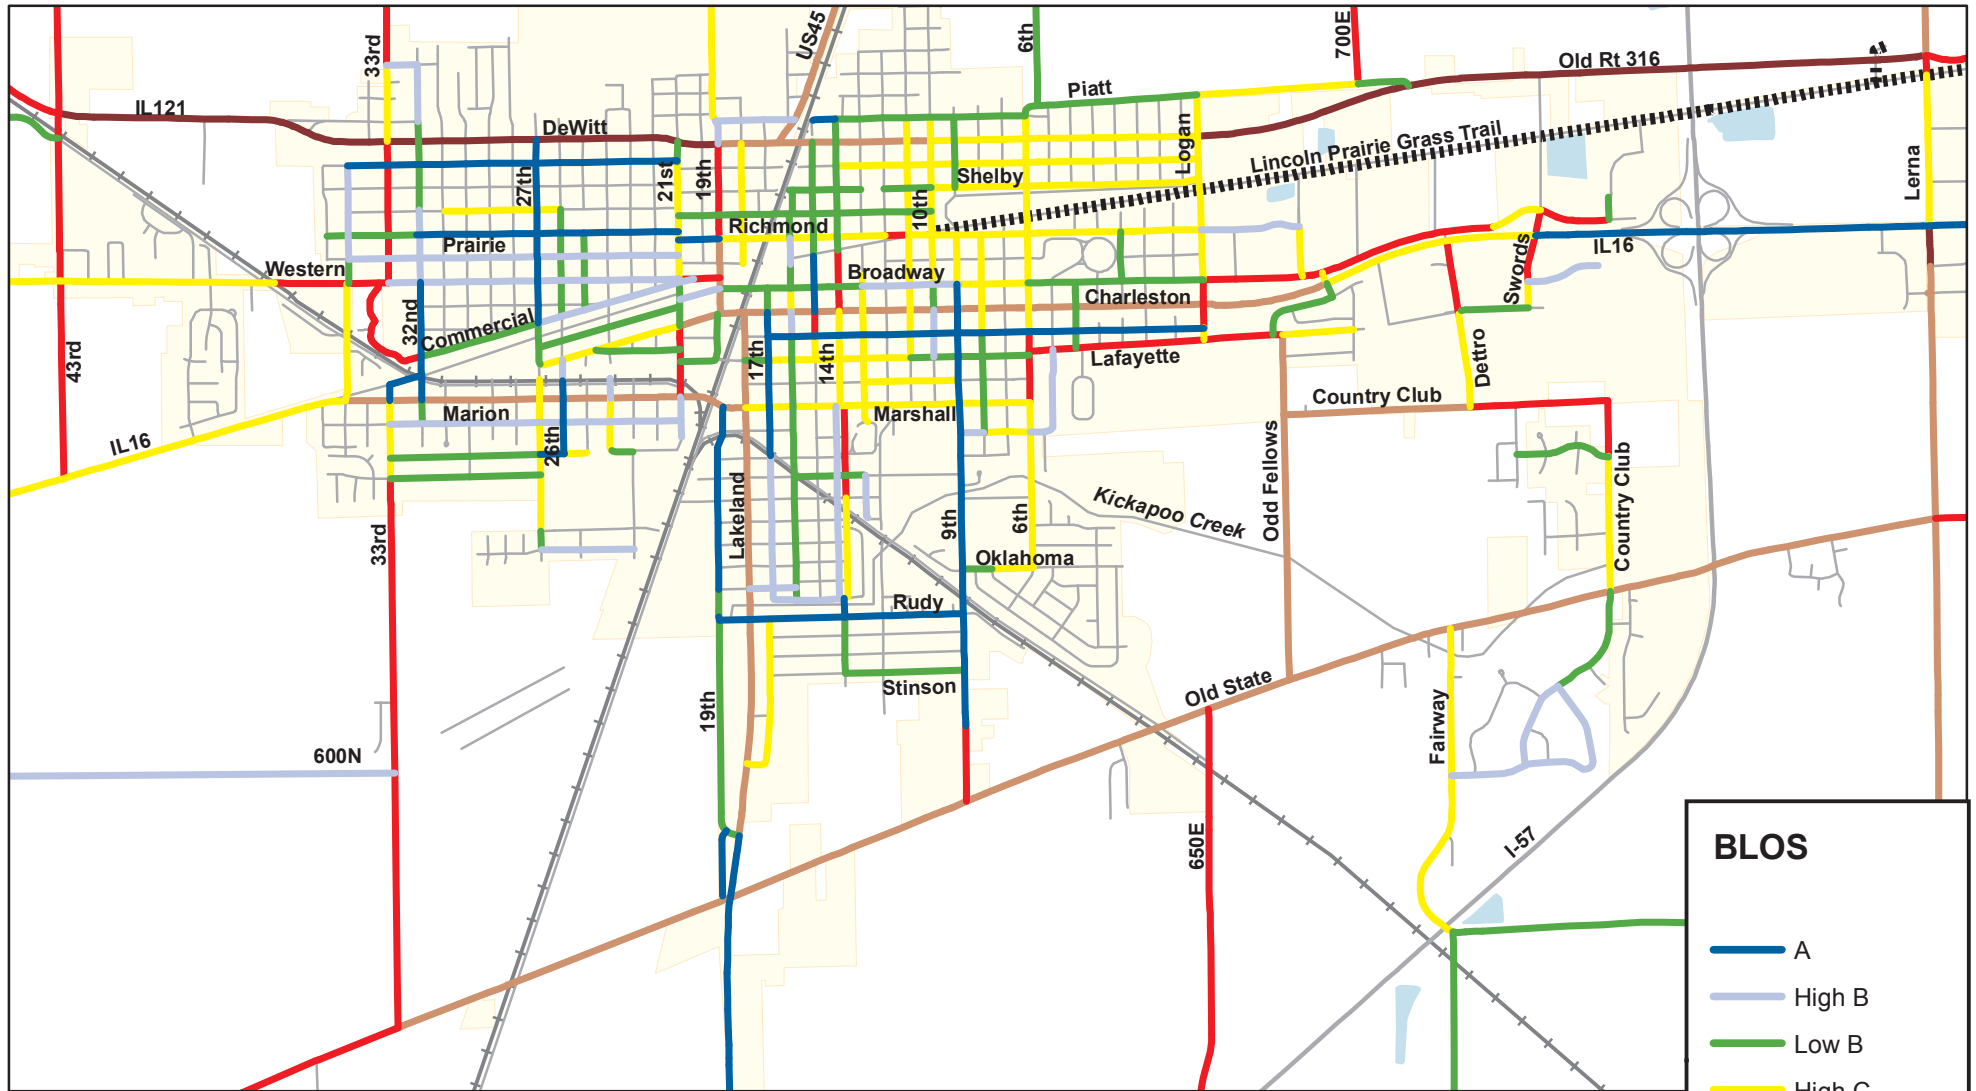 US45
33rd
6th
700E
Old Rt 316
Piatt
IL121
DeWitt
Logan
Lincoln Prairie Grass Trail
Lerna
27th
21st
19th
Shelby
10th
Richmond
Prairie
IL16
Swords
Western
Broadway
Charleston
32nd
Commercial
43rd
17th
14th
Lafayette
Dettro
Country Club
Marion
Marshall
IL16
26th
Odd Fellows
Country Club
Lakeland
Kickapoo Creek
9th
6th
33rd
Oklahoma
Rudy
Stinson
Old State
19th
Fairway
600N
650E
I-57
BLOS
A
High B
Low B
High C